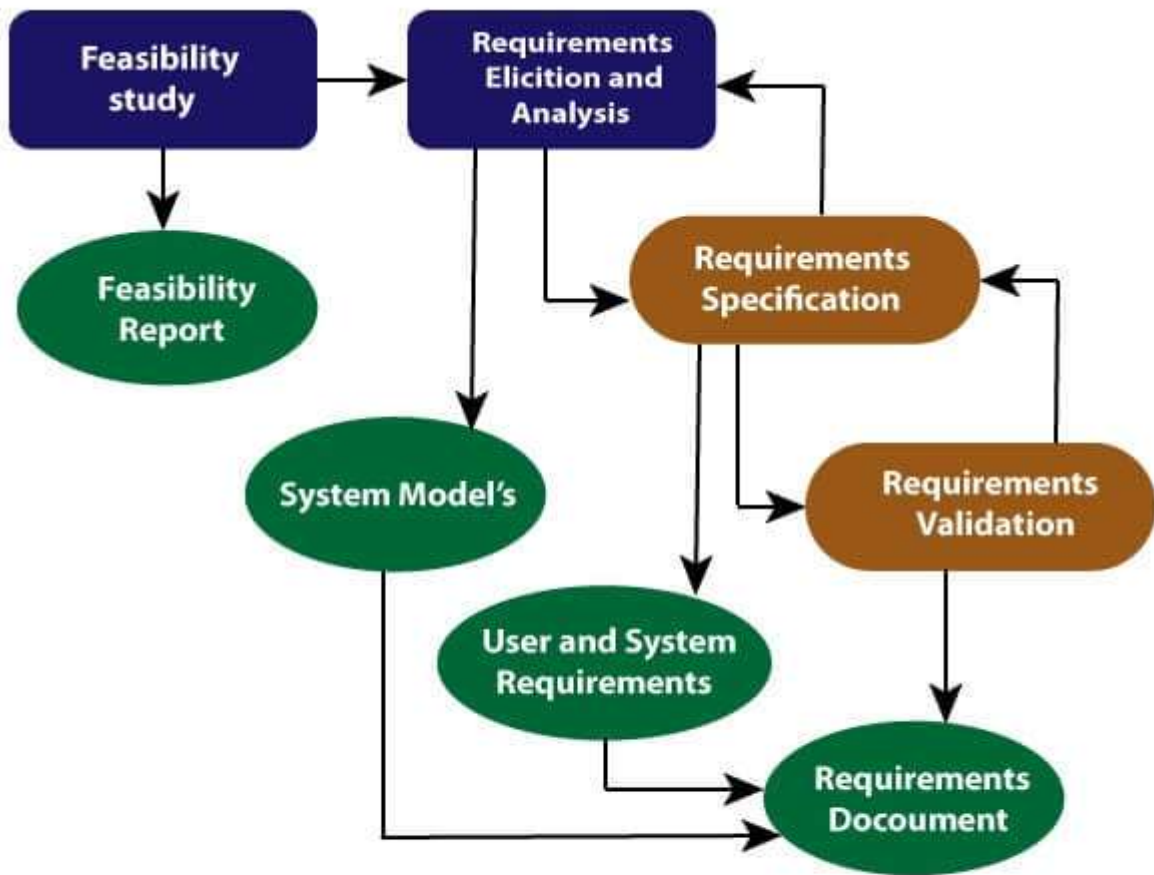 Feasibility
study
Requirements
Elicition and
Analysis
Feasibility
Report
Requirements
Specification
System Model's
Requirements
Validation
User and System
Requirements
Requirements
Docoument